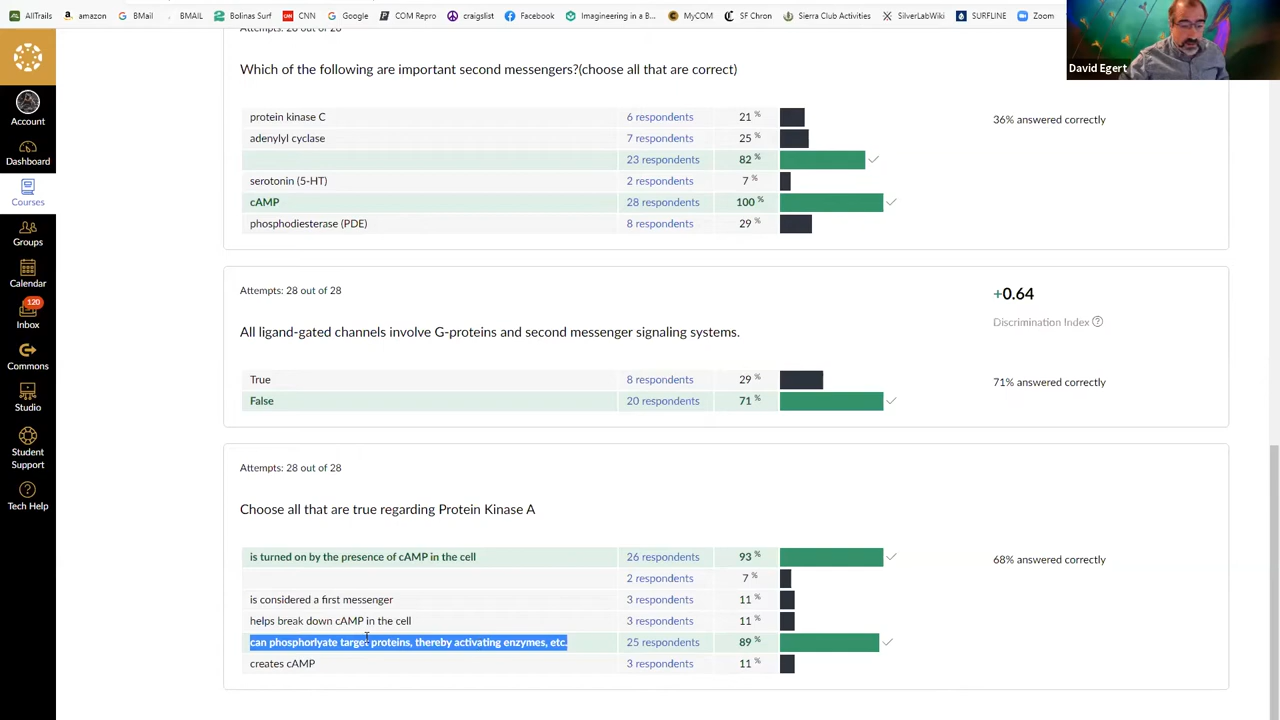 AllTrails amazon BMail BMAIL Bolinas Surf CNN Google COM Repro craigslist Facebook Imagineering in a B... MyCOM SF Chron Sierra Club Activities SilverLabWiki SURFLINE Zoom
David Egert
Account
Dashboard
Courses
Groups
Calendar
120
Inbox
Commons
Studio
Student
Support
Tech Help
Attempts: 28 out of 28
Which of the following are important second messengers?(choose all that are correct)
protein kinase C 6 respondents 21 %
36% answered correctly
adenylyl cyclase 7 respondents 25 %
23 respondents 82 %
serotonin (5-HT) 2 respondents 7 %
cAMP 28 respondents 100 %
phosphodiesterase (PDE) 8 respondents 29 %
Attempts: 28 out of 28
+0.64
Discrimination Index ?
All ligand-gated channels involve G-proteins and second messenger signaling systems.
True 8 respondents 29 %
71% answered correctly
False 20 respondents 71 %
Attempts: 28 out of 28
Choose all that are true regarding Protein Kinase A
is turned on by the presence of cAMP in the cell 26 respondents 93 %
68% answered correctly
2 respondents 7 %
is considered a first messenger 3 respondents 11 %
helps break down cAMP in the cell 3 respondents 11 %
can phosphorlyate target proteins, thereby activating enzymes, etc. 25 respondents 89 %
creates cAMP 3 respondents 11 %